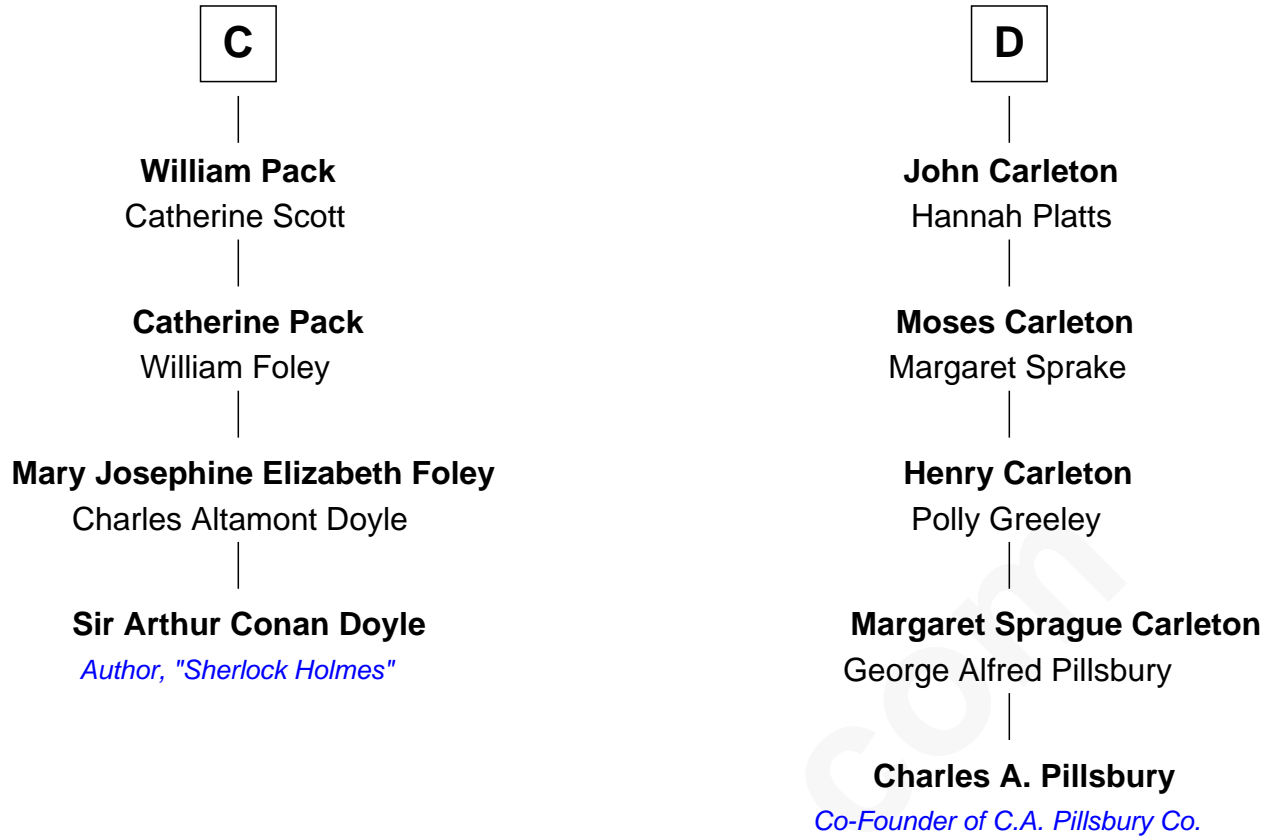 C
William Pack
Catherine Scott
Catherine Pack
William Foley
Mary Josephine Elizabeth Foley
Charles Altamont Doyle
Sir Arthur Conan Doyle
Author, "Sherlock Holmes"
D
John Carleton
Hannah Platts
Moses Carleton
Margaret Sprake
Henry Carleton
Polly Greeley
Margaret Sprague Carleton
George Alfred Pillsbury
Charles A. Pillsbury
Co-Founder of C.A. Pillsbury Co.
com